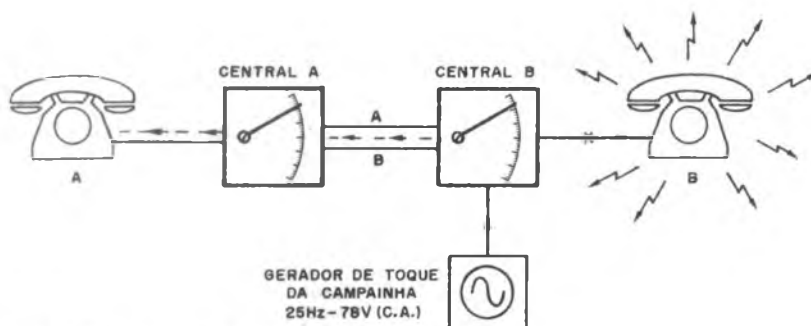 CENTRAL A
CENTRAL B
A
B
A
B
GERADOR DE TOQUE
DA CAMPAINHA
25Hz-78V (C.A.)